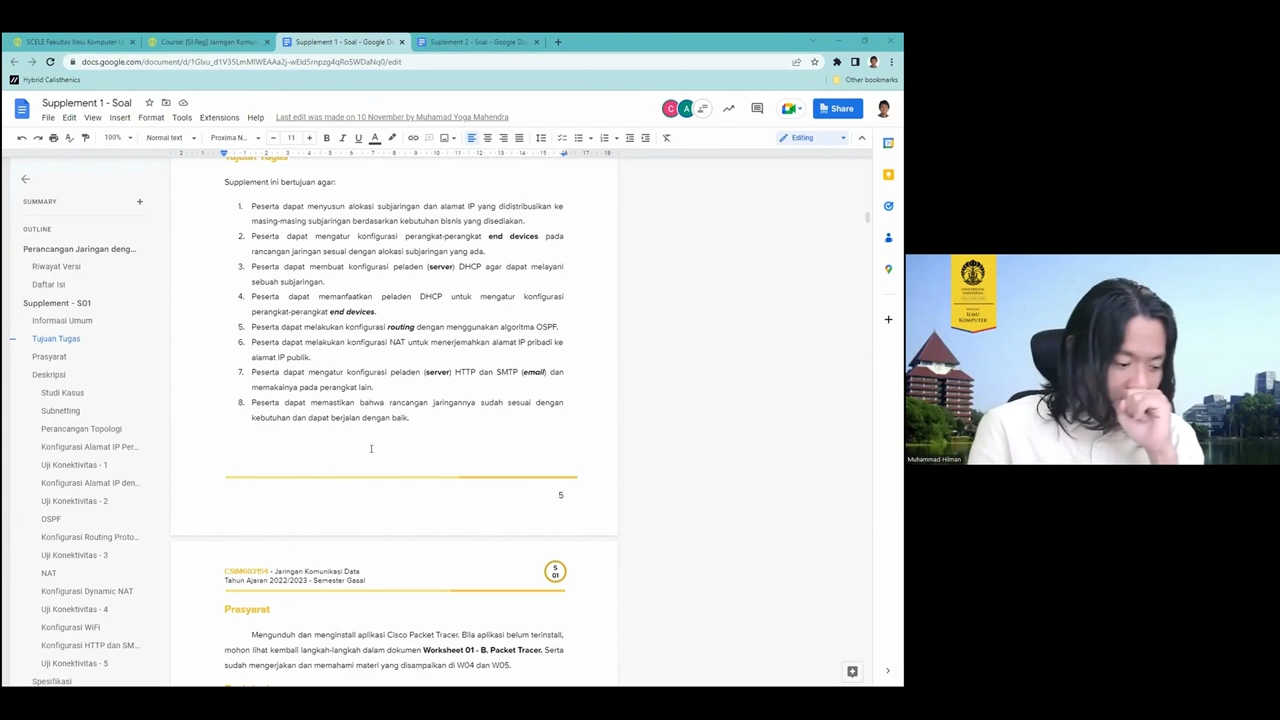 SCELE Fakultas Ilmu Komputer U
Course: [SI.Reg] Jaringan Komun
Supplement 1 - Soal - Google D
Suplement 2 - Soal - Google Do
Hybrid Calisthenics
Other bookmarks
Supplement 1 - Soal
File Edit View Insert Format Tools Extensions Help
Last edit was made on 10 November by Muhamad Yoga Mahendra
C A
Share
100% Normal text Proxima N... 11
Editing
SUMMARY
OUTLINE
Perancangan Jaringan deng...
Riwayat Versi
Daftar Isi
Supplement - S01
Informasi Umum
Tujuan Tugas
Prasyarat
Deskripsi
Studi Kasus
Subnetting
Perancangan Topologi
Konfigurasi Alamat IP Per...
Uji Konektivitas - 1
Konfigurasi Alamat IP den...
Uji Konektivitas - 2
OSPF
Konfigurasi Routing Proto...
Uji Konektivitas - 3
NAT
Konfigurasi Dynamic NAT
Uji Konektivitas - 4
Konfigurasi WiFi
Konfigurasi HTTP dan SM...
Uji Konektivitas - 5
Spesifikasi
Tujuan Tugas
Supplement ini bertujuan agar:
1. Peserta dapat menyusun alokasi subjaringan dan alamat IP yang didistribusikan ke
masing-masing subjaringan berdasarkan kebutuhan bisnis yang disediakan.
2. Peserta dapat mengatur konfigurasi perangkat-perangkat end devices pada
rancangan jaringan sesuai dengan alokasi subjaringan yang ada.
3. Peserta dapat membuat konfigurasi peladen (server) DHCP agar dapat melayani
sebuah subjaringan.
4. Peserta dapat memanfaatkan peladen DHCP untuk mengatur konfigurasi
perangkat-perangkat end devices.
5. Peserta dapat melakukan konfigurasi routing dengan menggunakan algoritma OSPF.
6. Peserta dapat melakukan konfigurasi NAT untuk menerjemahkan alamat IP pribadi ke
alamat IP publik.
7. Peserta dapat mengatur konfigurasi peladen (server) HTTP dan SMTP (email) dan
memakainya pada perangkat lain.
8. Peserta dapat memastikan bahwa rancangan jaringannya sudah sesuai dengan
kebutuhan dan dapat berjalan dengan baik.
5
CSIM603154 - Jaringan Komunikasi Data
Tahun Ajaran 2022/2023 - Semester Gasal
S
01
Prasyarat
Mengunduh dan menginstall aplikasi Cisco Packet Tracer. Bila aplikasi belum terinstall,
mohon lihat kembali langkah-langkah dalam dokumen Worksheet 01 - B. Packet Tracer. Serta
sudah mengerjakan dan memahami materi yang disampaikan di W04 dan W05.
UNIVERSITAS
INDONESIA
FAKULTAS
ILMU
KOMPUTER
Muhammad Hilman